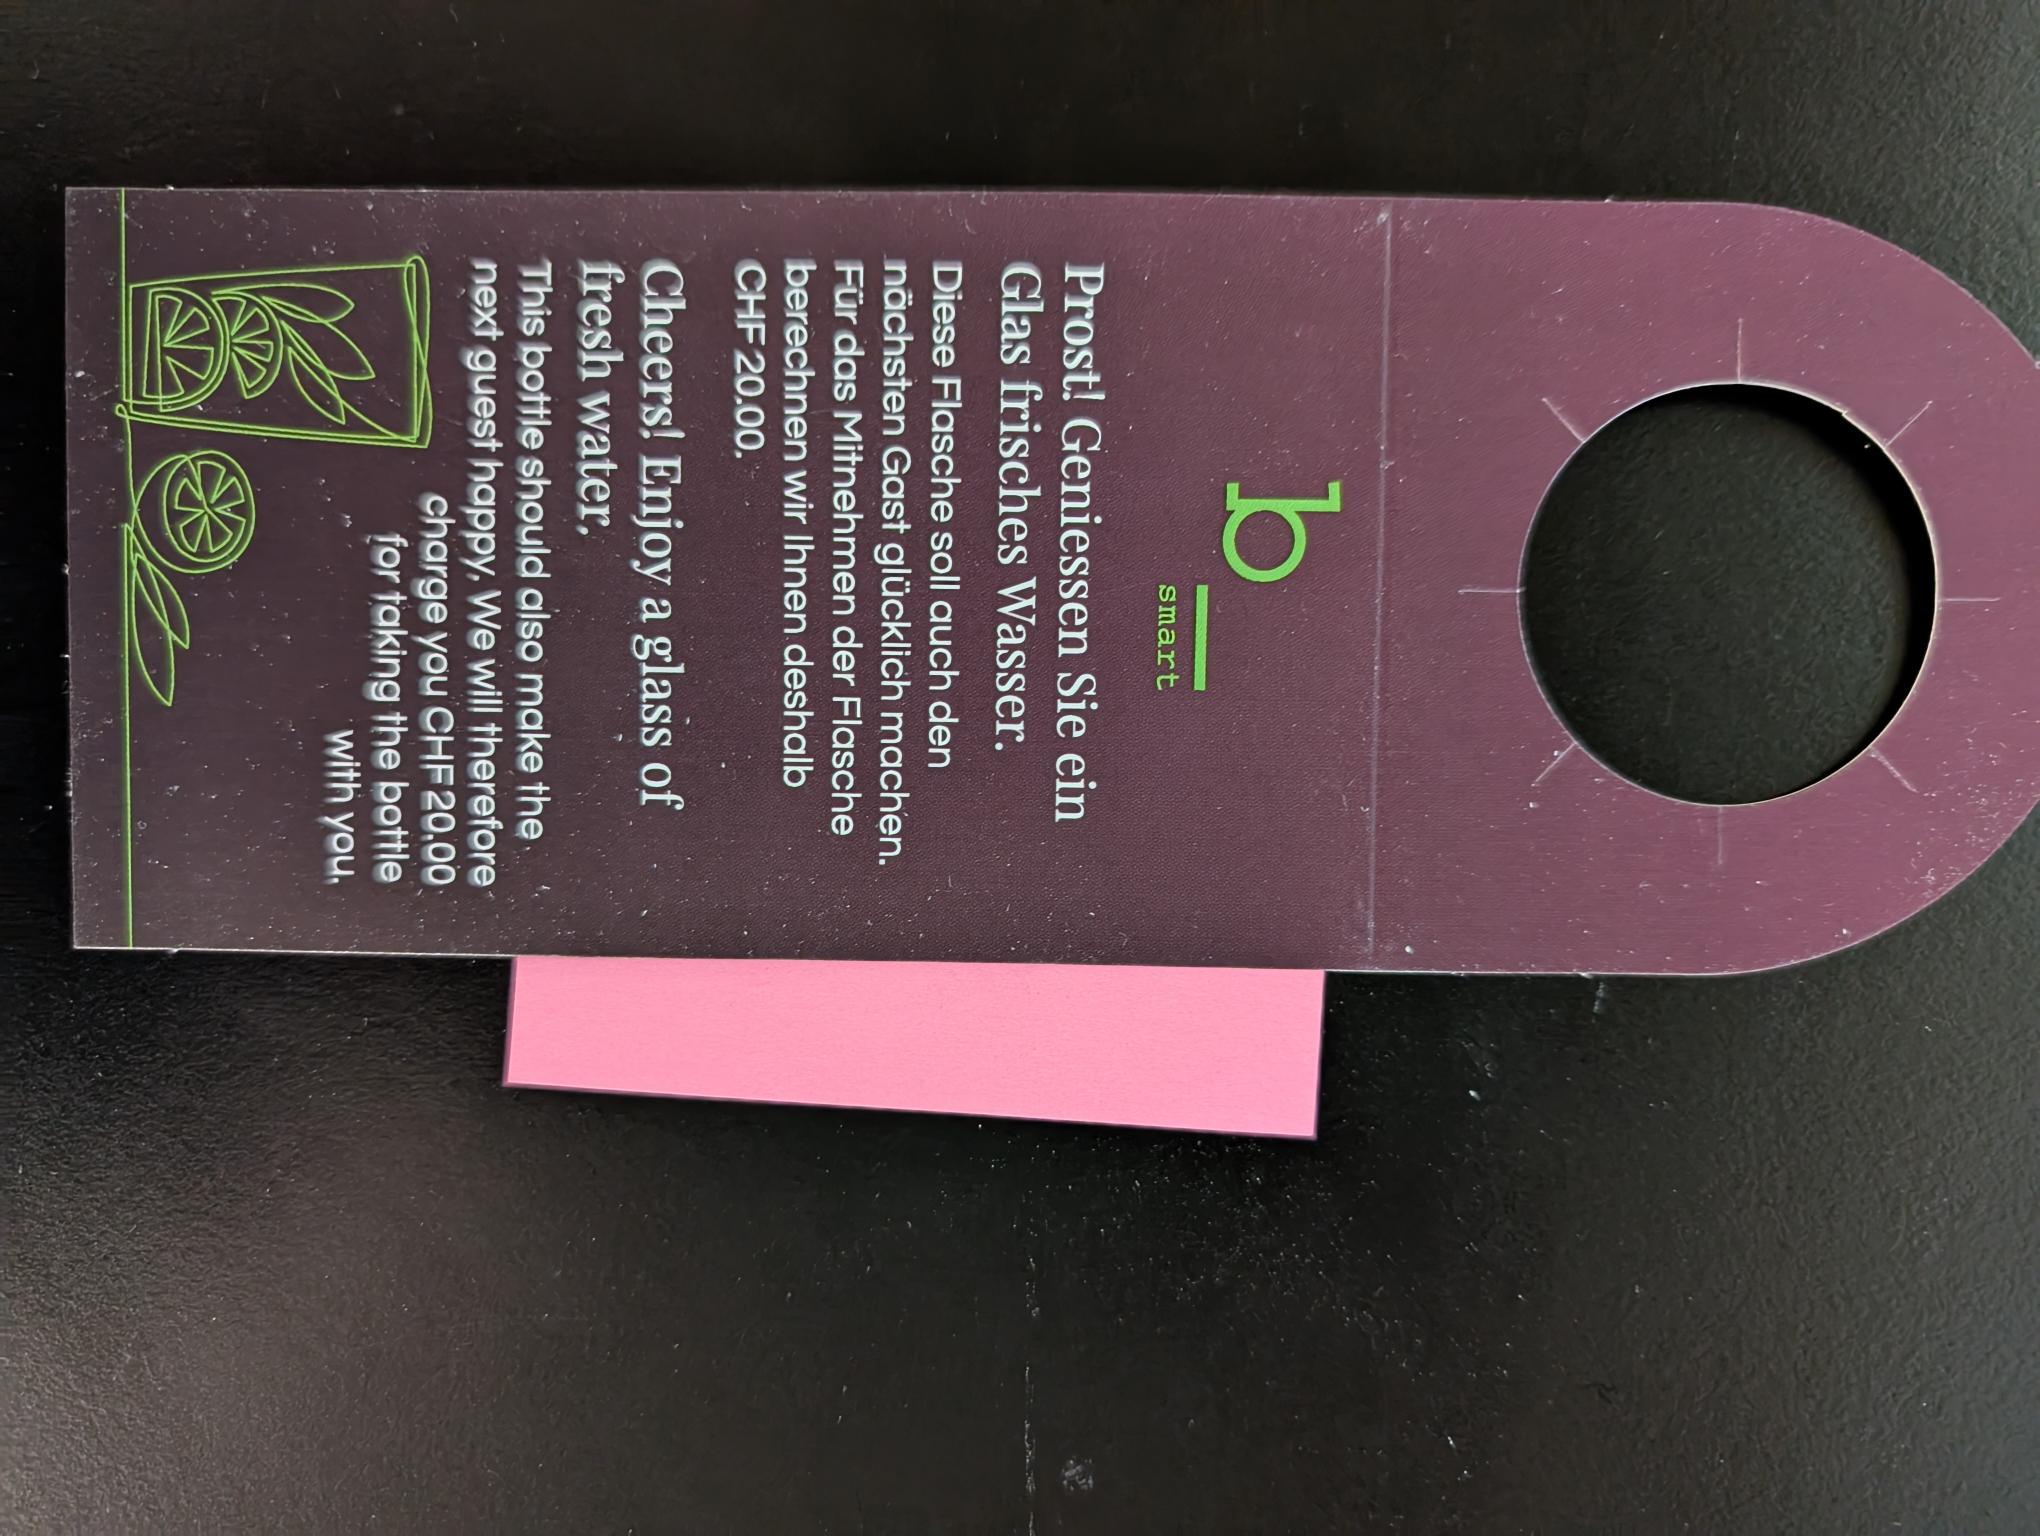 b
smart
Prost! Geniessen Sie ein
Glas frisches Wasser.
Diese Flasche soll auch den
nächsten Gast glücklich machen.
Für das Mitnehmen der Flasche
berechnen wir Ihnen deshalb
CHF 20.00.
Cheers! Enjoy a glass of
fresh water.
This bottle should also make the
next guest happy. We will therefore
charge you CHF 20.00
for taking the bottle
with you.